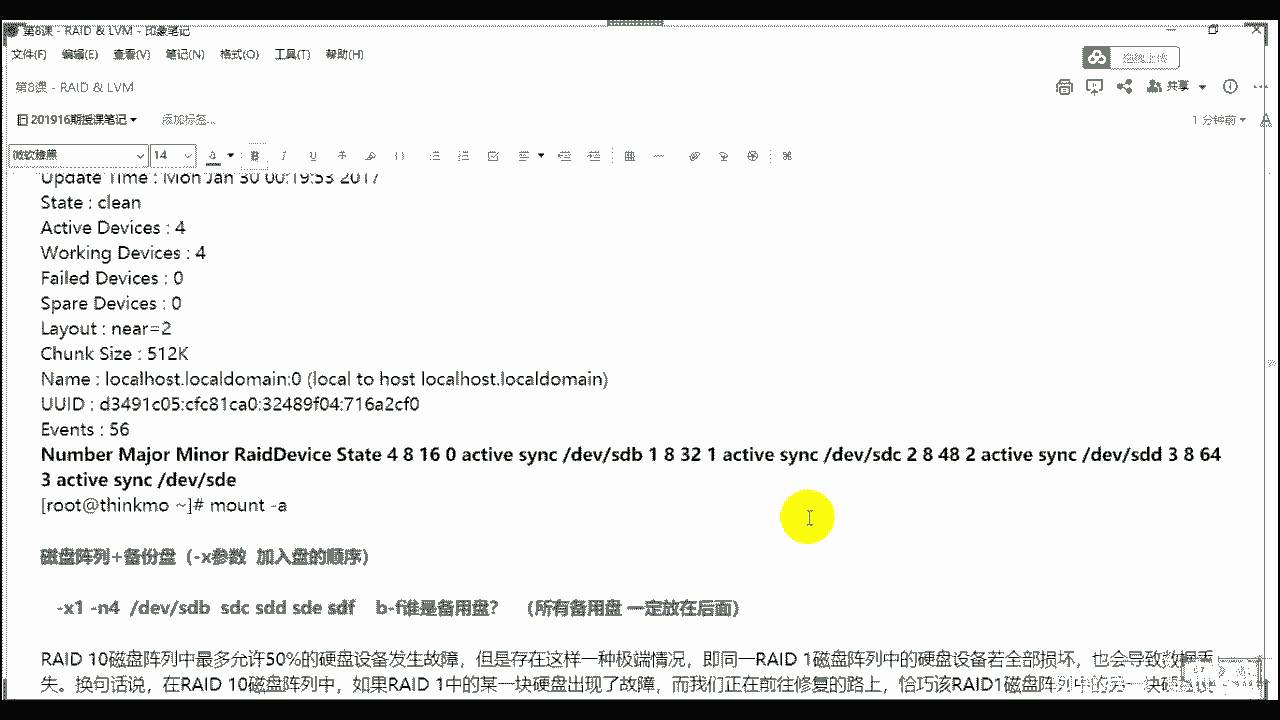 第8课 - RAID & LVM - 印象笔记
文件(F) 编辑(E) 查看(V) 笔记(N) 格式(O) 工具(T) 帮助(H)
拖拽上传
第8课 - RAID & LVM
共享
201916期授课笔记
添加标签...
1 分钟前
微软雅黑 14
Update Time : Mon Jan 30 00:19:53 2017
State : clean
Active Devices : 4
Working Devices : 4
Failed Devices : 0
Spare Devices : 0
Layout : near=2
Chunk Size : 512K
Name : localhost.localdomain:0 (local to host localhost.localdomain)
UUID : d3491c05:cfc81ca0:32489f04:716a2cf0
Events : 56
Number Major Minor RaidDevice State 4 8 16 0 active sync /dev/sdb 1 8 32 1 active sync /dev/sdc 2 8 48 2 active sync /dev/sdd 3 8 64
3 active sync /dev/sde
[root@thinkmo ~]# mount -a
磁盘阵列+备份盘（-x参数 加入盘的顺序）
-x1 -n4 /dev/sdb sdc sdd sde sdf b-f谁是备用盘？ （所有备用盘 一定放在后面）
RAID 10磁盘阵列中最多允许50%的硬盘设备发生故障，但是存在这样一种极端情况，即同一RAID 1磁盘阵列中的硬盘设备若全部损坏，也会导致数据丢
失。换句话说，在RAID 10磁盘阵列中，如果RAID 1中的某一块硬盘出现了故障，而我们正在前往修复的路上，恰巧该RAID1磁盘阵列中的另一块硬